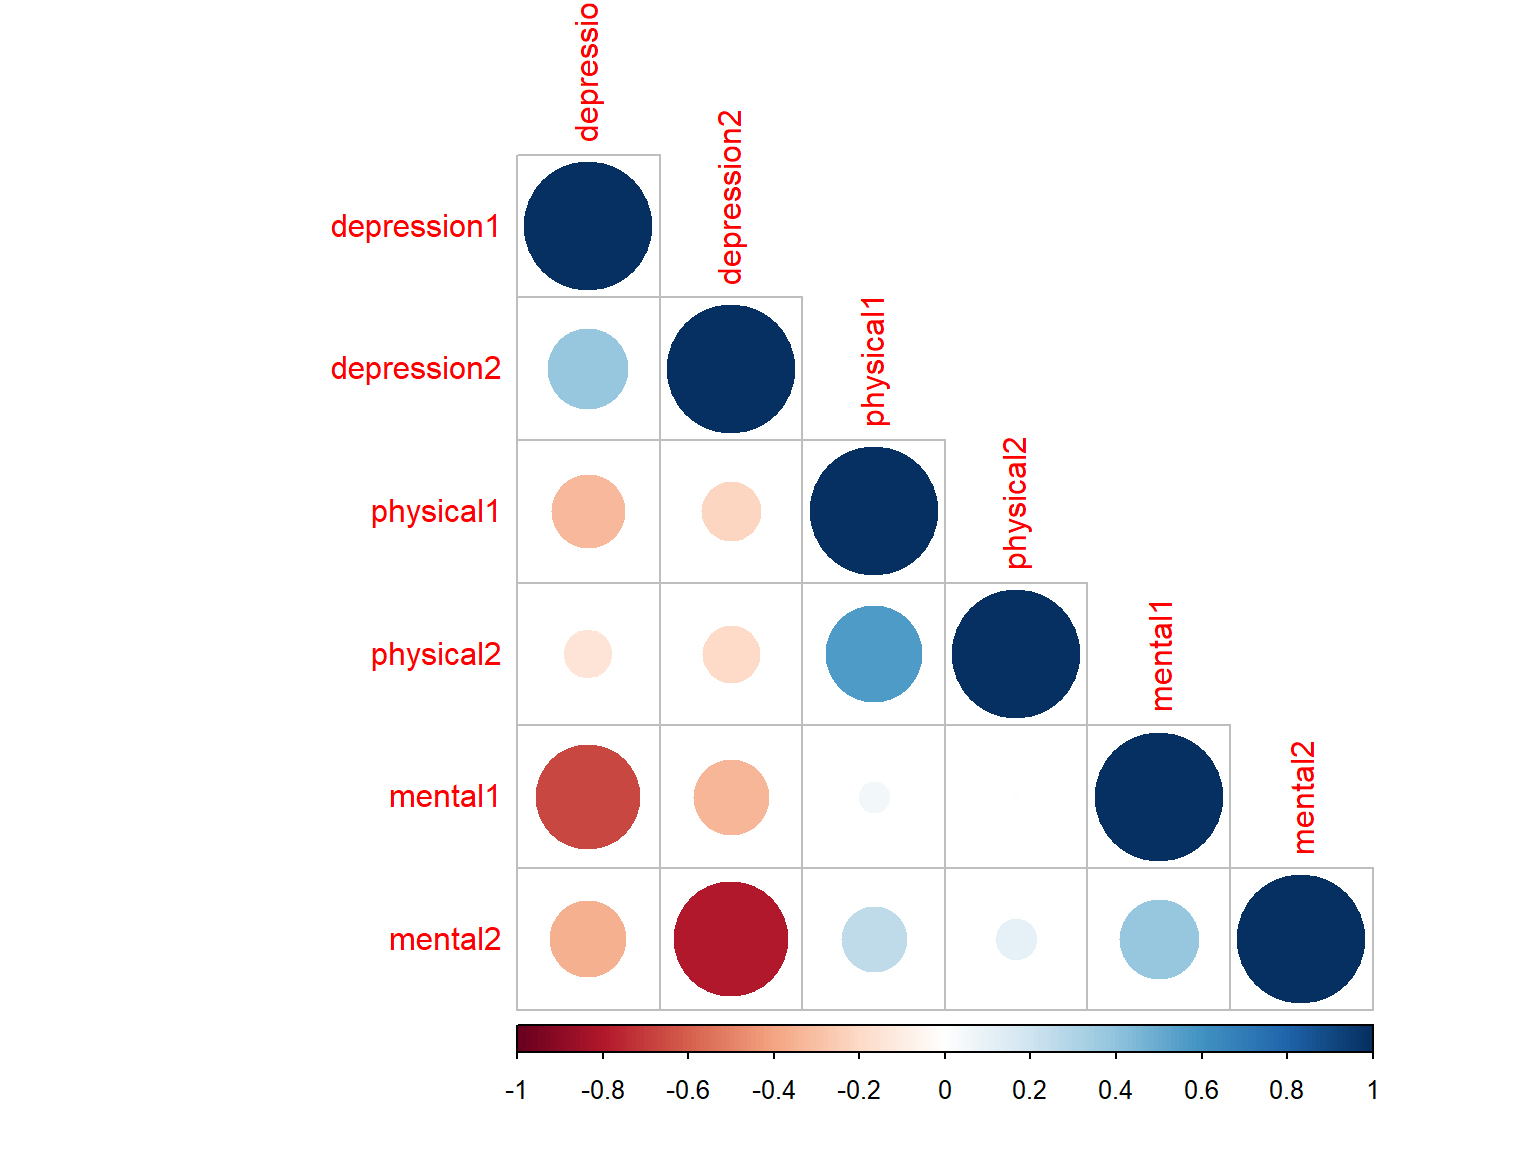 depressio
depression2
physical1
physical2
mental1
mental2
depression1
depression2
physical1
physical2
mental1
mental2
-1 -0.8 -0.6 -0.4 -0.2 0 0.2 0.4 0.6 0.8 1